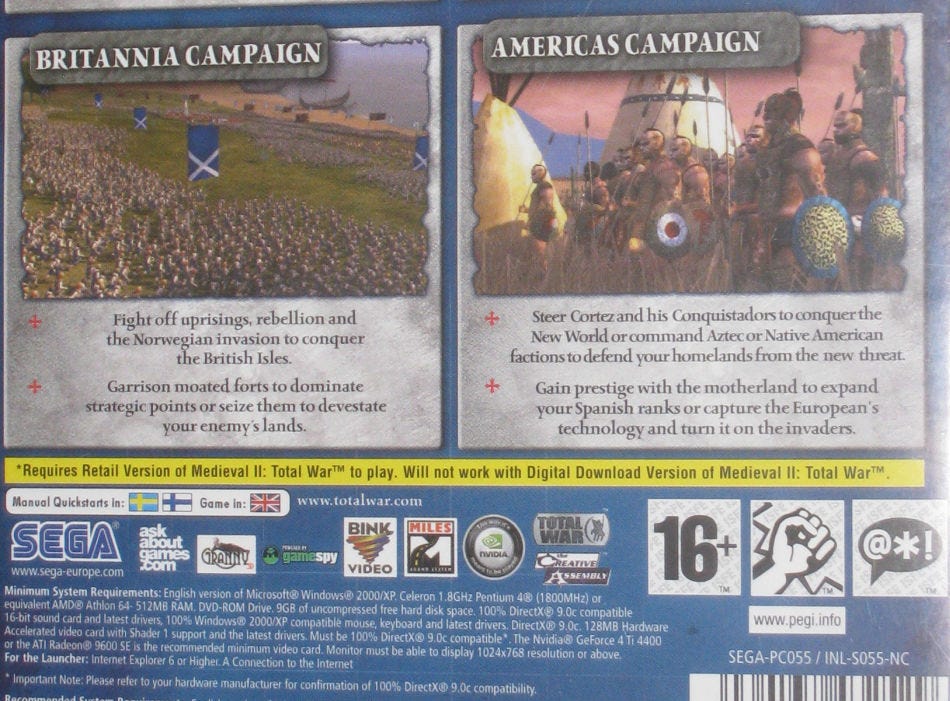 BRITANNIA CAMPAIGN
Fight off uprisings, rebellion and
the Norwegian invasion to conquer
the British Isles.
Garrison moated forts to dominate
strategic points or seize them to devestate
your enemy's lands.
AMERICAS CAMPAIGN
Steer Cortez and his Conquistadors to conquer the
New World or command Aztec or Native American
factions to defend your homelands from the new threat.
Gain prestige with the motherland to expand
your Spanish ranks or capture the European's
technology and turn it on the invaders.
*Requires Retail Version of Medieval II: Total War™ to play. Will not work with Digital Download Version of Medieval II: Total War™.
Manual Quickstarts in: Game in: www.totalwar.com
SEGA®
www.sega-europe.com
ask
about
games
.com
GRANNY
POWERED BY
gamespy
BINK
VIDEO
MILES
SOUND SYSTEM
NVIDIA
TOTAL
WAR
The
CREATIVE
ASSEMBLY
16+
™
@*!
www.pegi.info
Minimum System Requirements: English version of Microsoft® Windows® 2000/XP. Celeron 1.8GHz Pentium 4® (1800MHz) or
equivalent AMD® Athlon 64- 512MB RAM. DVD-ROM Drive. 9GB of uncompressed free hard disk space. 100% DirectX® 9.0c compatible
16-bit sound card and latest drivers, 100% Windows® 2000/XP compatible mouse, keyboard and latest drivers. DirectX® 9.0c. 128MB Hardware
Accelerated video card with Shader 1 support and the latest drivers. Must be 100% DirectX® 9.0c compatible*. The Nvidia® GeForce 4 Ti 4400
or the ATI Radeon® 9600 SE is the recommended minimum video card. Monitor must be able to display 1024x768 resolution or above.
For the Launcher: Internet Explorer 6 or Higher. A Connection to the Internet
* Important Note: Please refer to your hardware manufacturer for confirmation of 100% DirectX® 9.0c compatibility.
SEGA-PC055 / INL-S055-NC